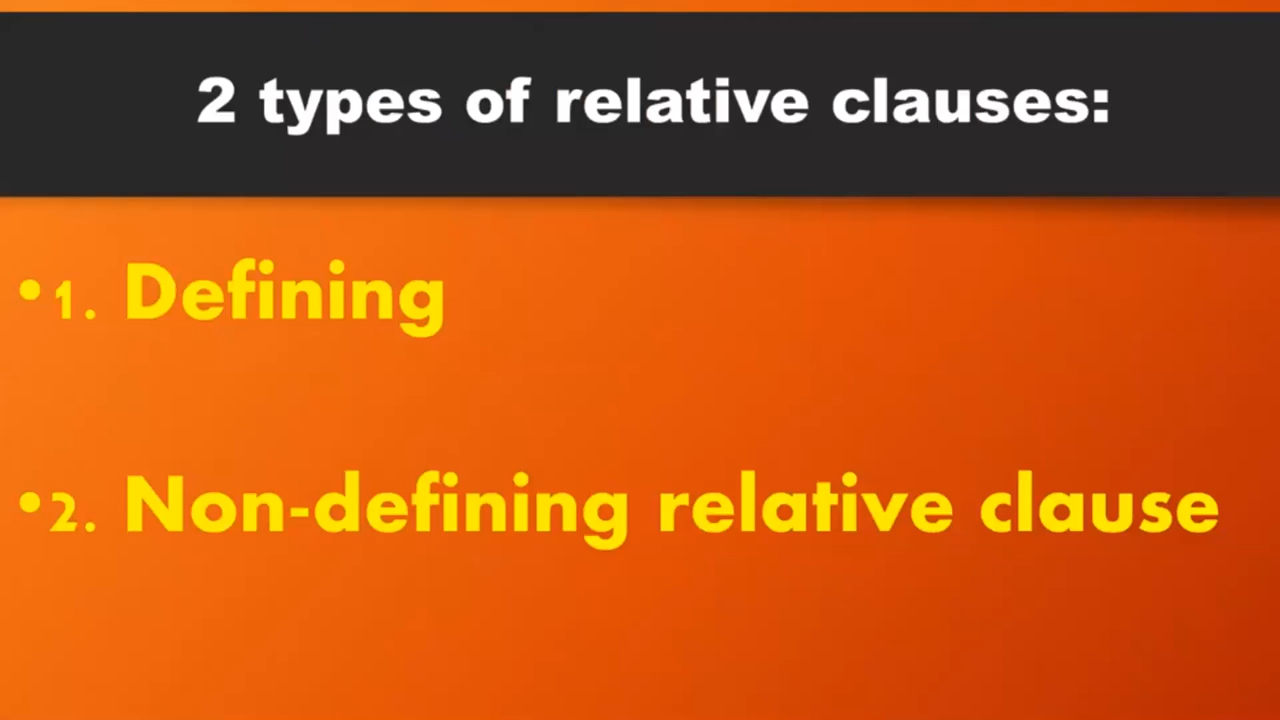 2 types of relative clauses:
•1. Defining
•2. Non-defining relative clause